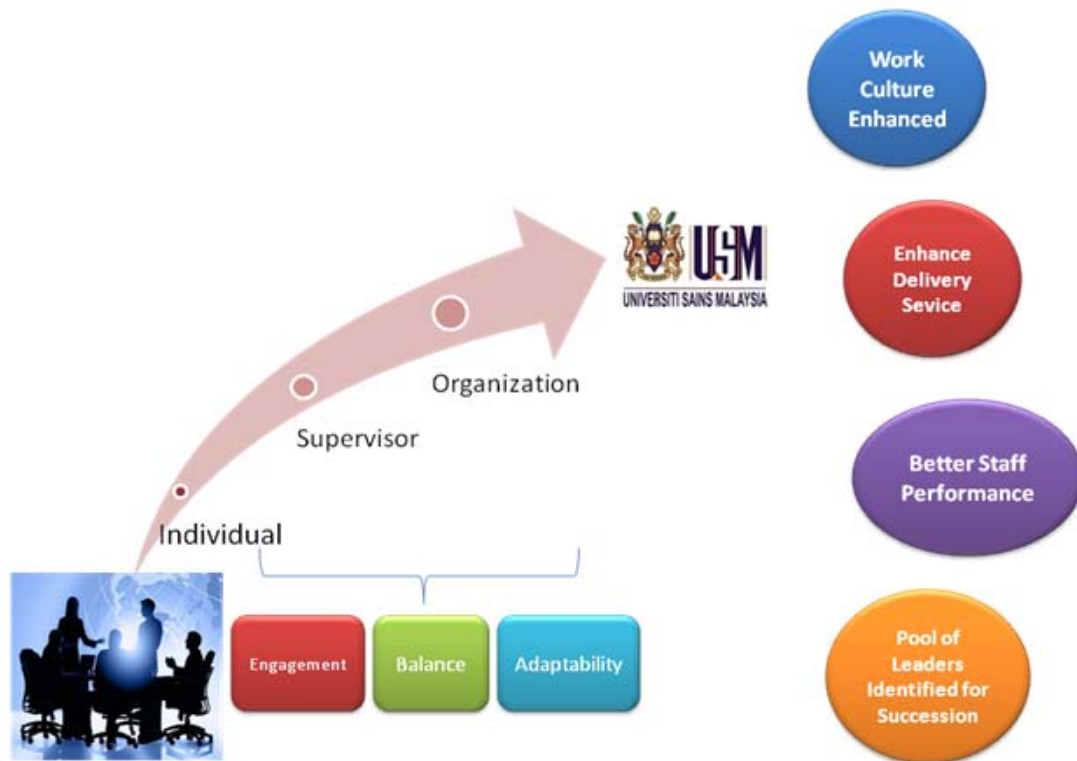 Work
Culture
Enhanced
USM
UNIVERSITI SAINS MALAYSIA
Enhance
Delivery
Sevice
Organization
Supervisor
Individual
Better Staff
Performance
Engagement
Balance
Adaptability
Pool of
Leaders
Identified for
Succession